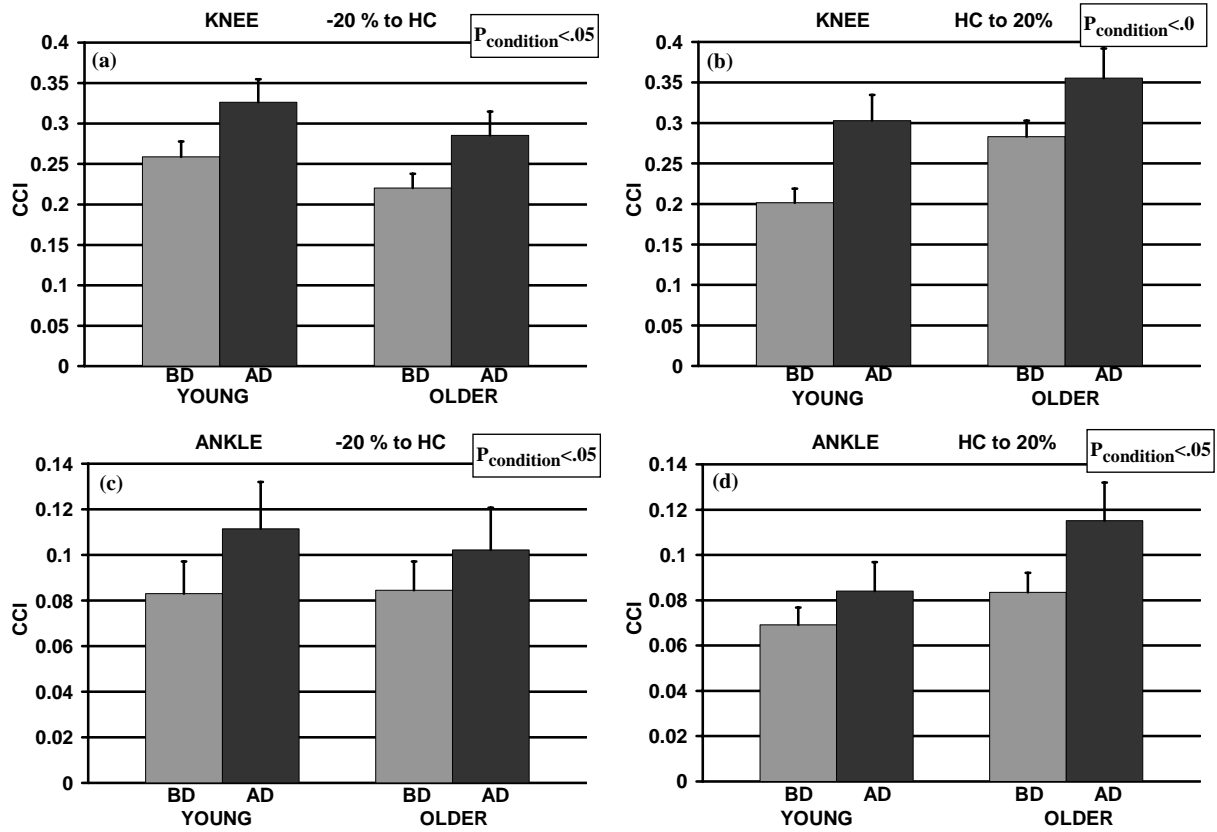 KNEE -20 % to HC
Pcondition<.05
(a)
0.4
0.35
0.3
0.25
0.2
0.15
0.1
0.05
0
CCI
BD AD BD AD
YOUNG OLDER
KNEE HC to 20%
Pcondition<.0
(b)
0.4
0.35
0.3
0.25
0.2
0.15
0.1
0.05
0
CCI
BD AD BD AD
YOUNG OLDER
ANKLE -20 % to HC
Pcondition<.05
(c)
0.14
0.12
0.1
0.08
0.06
0.04
0.02
0
CCI
BD AD BD AD
YOUNG OLDER
ANKLE HC to 20%
Pcondition<.05
(d)
0.14
0.12
0.1
0.08
0.06
0.04
0.02
0
CCI
BD AD BD AD
YOUNG OLDER